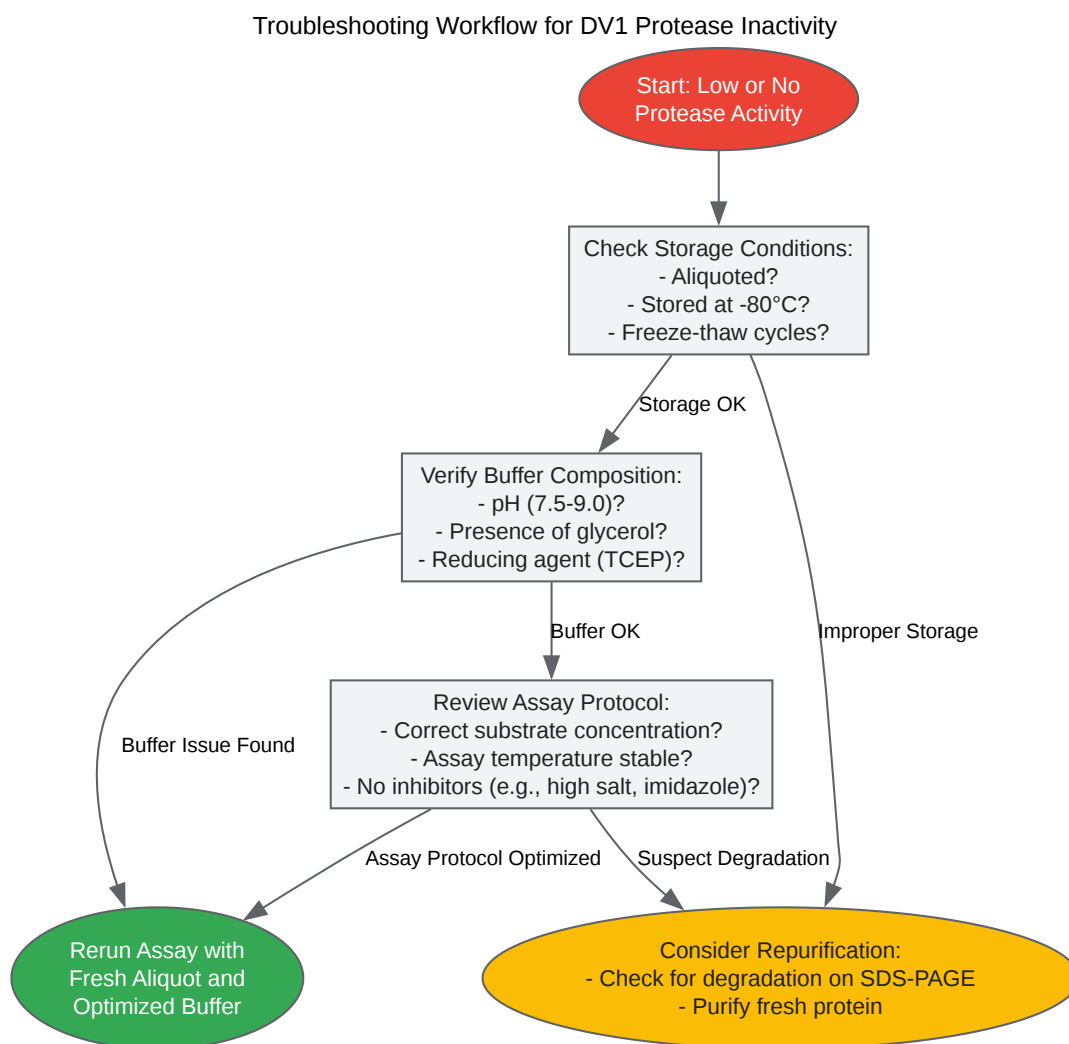 Troubleshooting Workflow for DV1 Protease Inactivity
Start: Low or No
Protease Activity
Check Storage Conditions:
- Aliquoted?
- Stored at -80°C?
- Freeze-thaw cycles?
Storage OK
Verify Buffer Composition:
- pH (7.5-9.0)?
- Presence of glycerol?
- Reducing agent (TCEP)?
Buffer OK
Improper Storage
Review Assay Protocol:
- Correct substrate concentration?
- Assay temperature stable?
- No inhibitors (e.g., high salt, imidazole)?
Buffer Issue Found
Assay Protocol Optimized
Suspect Degradation
Rerun Assay with
Fresh Aliquot and
Optimized Buffer
Consider Repurification:
- Check for degradation on SDS-PAGE
- Purify fresh protein